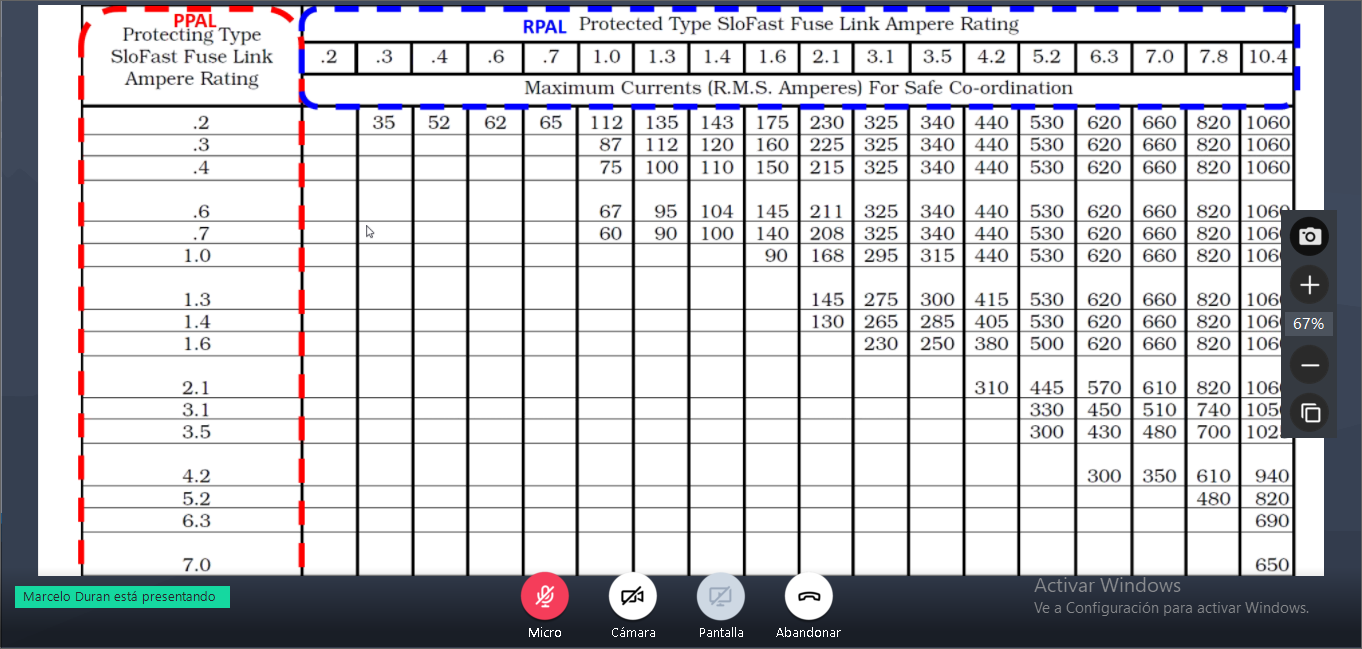 PPAL
Protecting Type
SloFast Fuse Link
Ampere Rating
RPAL Protected Type SloFast Fuse Link Ampere Rating
.2 .3 .4 .6 .7 1.0 1.3 1.4 1.6 2.1 3.1 3.5 4.2 5.2 6.3 7.0 7.8 10.4
Maximum Currents (R.M.S. Amperes) For Safe Co-ordination
.2 35 52 62 65 112 135 143 175 230 325 340 440 530 620 660 820 1060
.3 87 112 120 160 225 325 340 440 530 620 660 820 1060
.4 75 100 110 150 215 325 340 440 530 620 660 820 1060
.6 67 95 104 145 211 325 340 440 530 620 660 820 1060
.7 60 90 100 140 208 325 340 440 530 620 660 820 106
1.0 90 168 295 315 440 530 620 660 820 106
1.3 145 275 300 415 530 620 660 820 106
1.4 130 265 285 405 530 620 660 820 106
1.6 230 250 380 500 620 660 820 106
67%
2.1 310 445 570 610 820 106
3.1 330 450 510 740 105
3.5 300 430 480 700 102
4.2 300 350 610 940
5.2 480 820
6.3 690
7.0 650
Marcelo Duran está presentando
Activar Windows
Ve a Configuración para activar Windows.
Micro Cámara Pantalla Abandonar